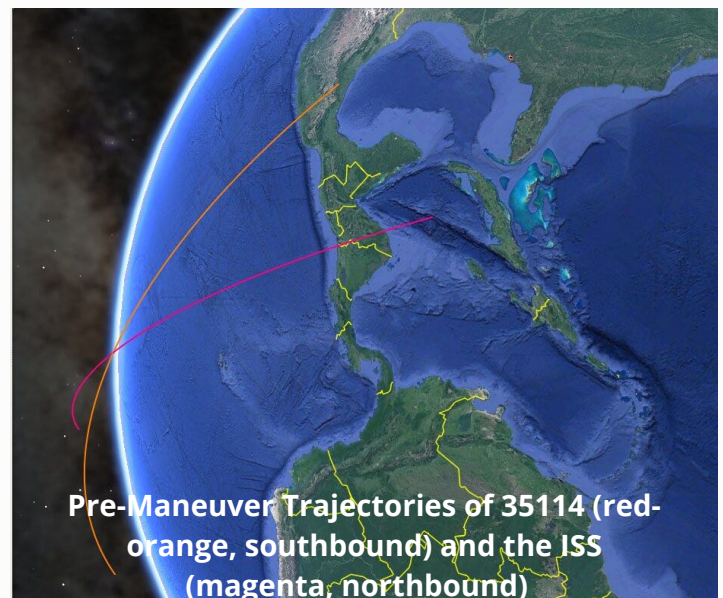 Pre-Maneuver Trajectories of 35114 (red-
orange, southbound) and the ISS
(magenta, northbound)